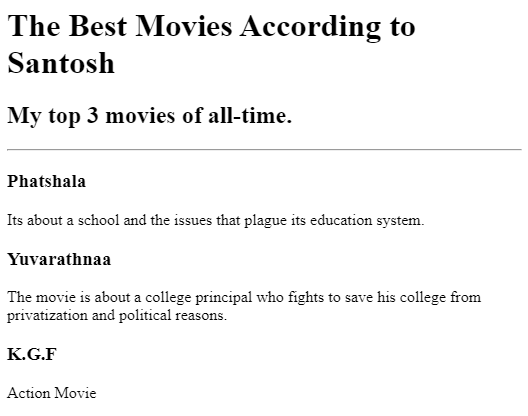 The Best Movies According to
Santosh
My top 3 movies of all-time.
Phatshala
Its about a school and the issues that plague its education system.
Yuvarathnaa
The movie is about a college principal who fights to save his college from
privatization and political reasons.
K.G.F
Action Movie